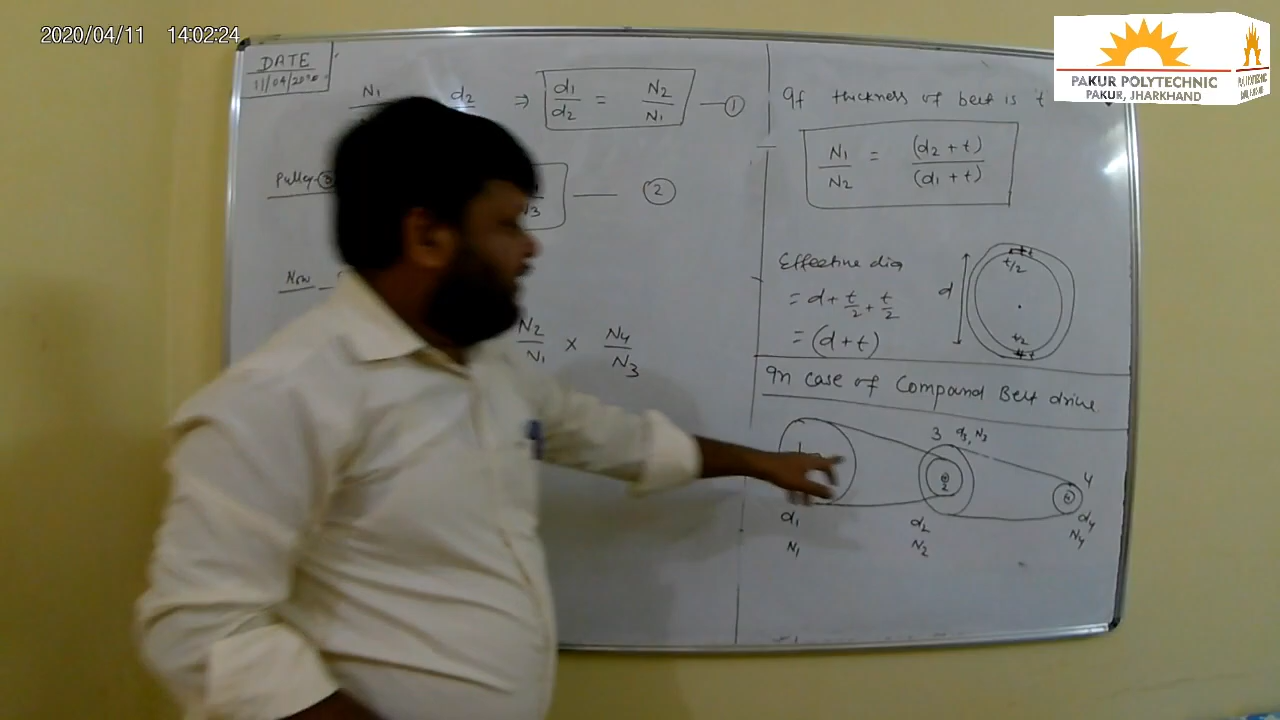 2020/04/11 14:02:24
PAKUR POLYTECHNIC
PAKUR, JHARKHAND
DATE
11/04/2020
N₁ d₂ ⇒ d₁/d₂ = N₂/N₁ — ①
Pulley-③
N₃ — ②
Now
N₂/N₁ × N₄/N₃
If thickness of belt is t
N₁/N₂ = (d₂ + t)/(d₁ + t)
Effective dia
= d + t/2 + t/2
= (d + t)
d
t/2
t/2
In case of Compound Belt drive
3 d₃, N₃
1
2
4
d₁
N₁
d₂
N₂
d₄
N₄